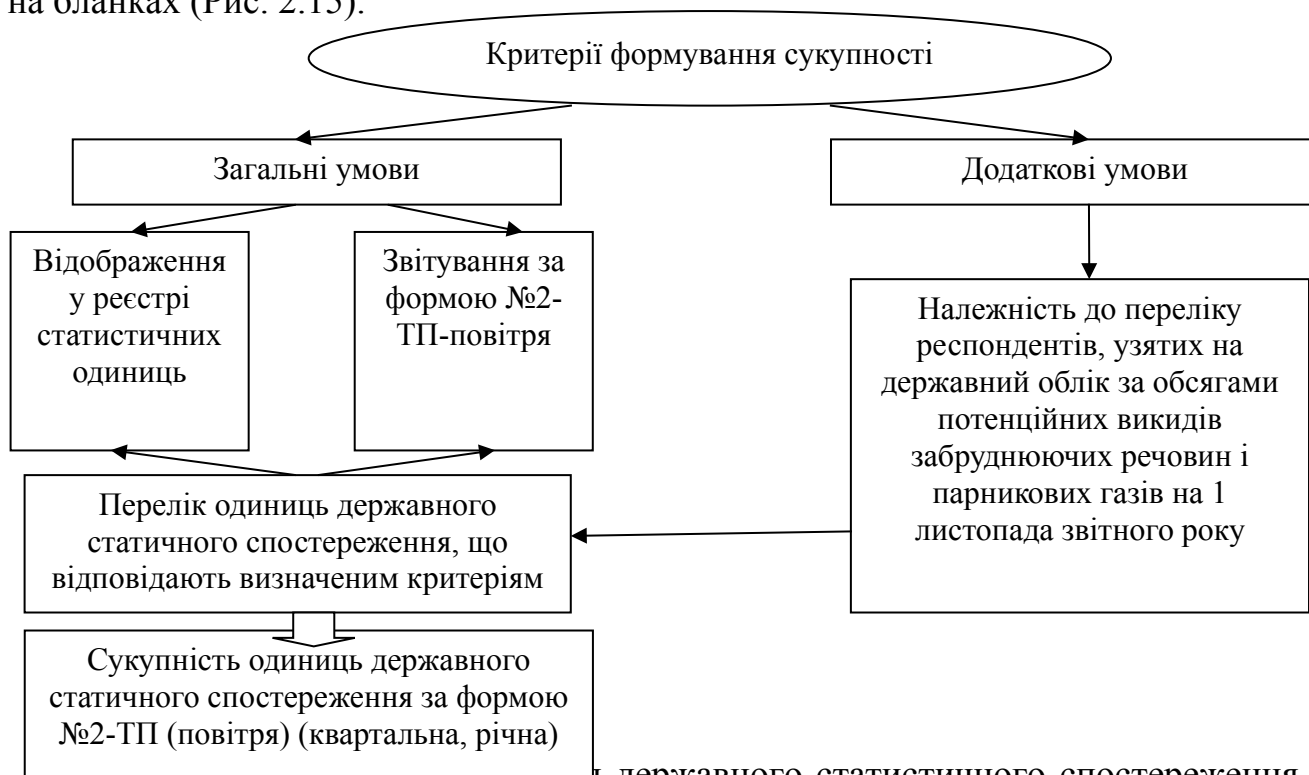 на бланках (Рис. 2.15).
Критерії формування сукупності
Загальні умови
Додаткові умови
Відображення
у реєстрі
статистичних
одиниць
Звітування за
формою №2-
ТП-повітря
Належність до переліку
респондентів, узятих на
державний облік за обсягами
потенційних викидів
забруднюючих речовин і
парникових газів на 1
листопада звітного року
Перелік одиниць державного
статичного спостереження, що
відповідають визначеним критеріям
Сукупність одиниць державного
статичного спостереження за формою
№2-ТП (повітря) (квартальна, річна)
державного статистичного спостереження